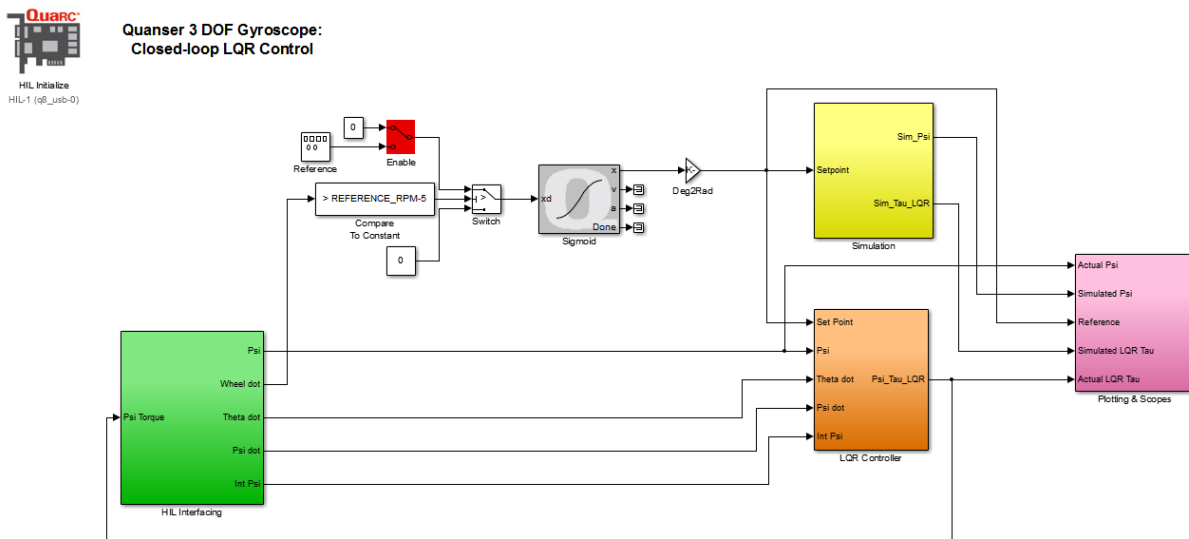 QUARC
HIL Initialize
HIL-1 (q8_usb-0)
Quanser 3 DOF Gyroscope:
Closed-loop LQR Control
0
Reference
Enable
> REFERENCE_RPM-5
Compare
To Constant
0
>
Switch
xd
x
v
a
Done
Sigmoid
K-
Deg2Rad
Setpoint
Sim_Psi
Sim_Tau_LQR
Simulation
Psi Torque
Psi
Wheel dot
Theta dot
Psi dot
Int Psi
HIL Interfacing
Set Point
Psi
Theta dot
Psi dot
Int Psi
Psi_Tau_LQR
LQR Controller
Actual Psi
Simulated Psi
Reference
Simulated LQR Tau
Actual LQR Tau
Plotting & Scopes